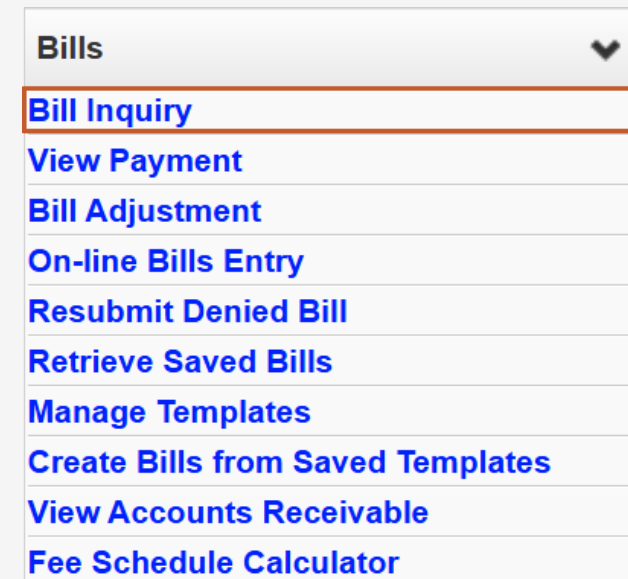 Bills
Bill Inquiry
View Payment
Bill Adjustment
On-line Bills Entry
Resubmit Denied Bill
Retrieve Saved Bills
Manage Templates
Create Bills from Saved Templates
View Accounts Receivable
Fee Schedule Calculator